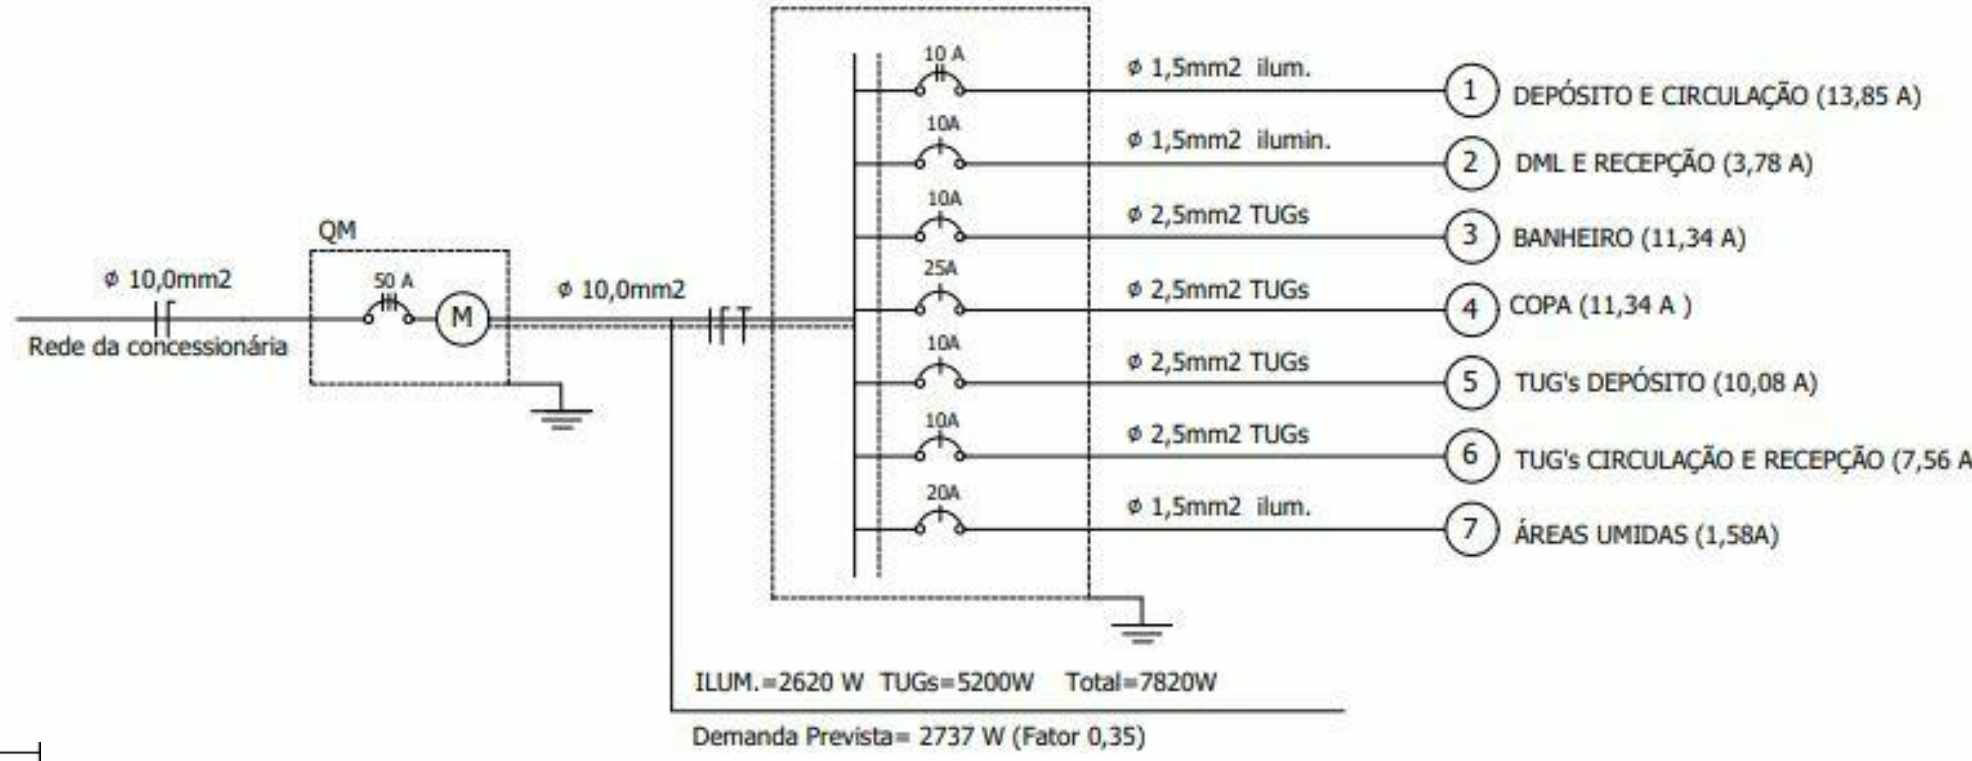 10 A
ϕ 1,5mm2 ilum.
1
DEPÓSITO E CIRCULAÇÃO (13,85 A)
10A
ϕ 1,5mm2 ilumin.
2
DML E RECEPÇÃO (3,78 A)
10A
ϕ 2,5mm2 TUGs
3
BANHEIRO (11,34 A)
QM
ϕ 10,0mm2
50 A
M
ϕ 10,0mm2
Rede da concessionária
25A
ϕ 2,5mm2 TUGs
4
COPA (11,34 A )
10A
ϕ 2,5mm2 TUGs
5
TUG's DEPÓSITO (10,08 A)
10A
ϕ 2,5mm2 TUGs
6
TUG's CIRCULAÇÃO E RECEPÇÃO (7,56 A
20A
ϕ 1,5mm2 ilum.
7
ÁREAS UMIDAS (1,58A)
ILUM.=2620 W TUGs=5200W Total=7820W
Demanda Prevista= 2737 W (Fator 0,35)